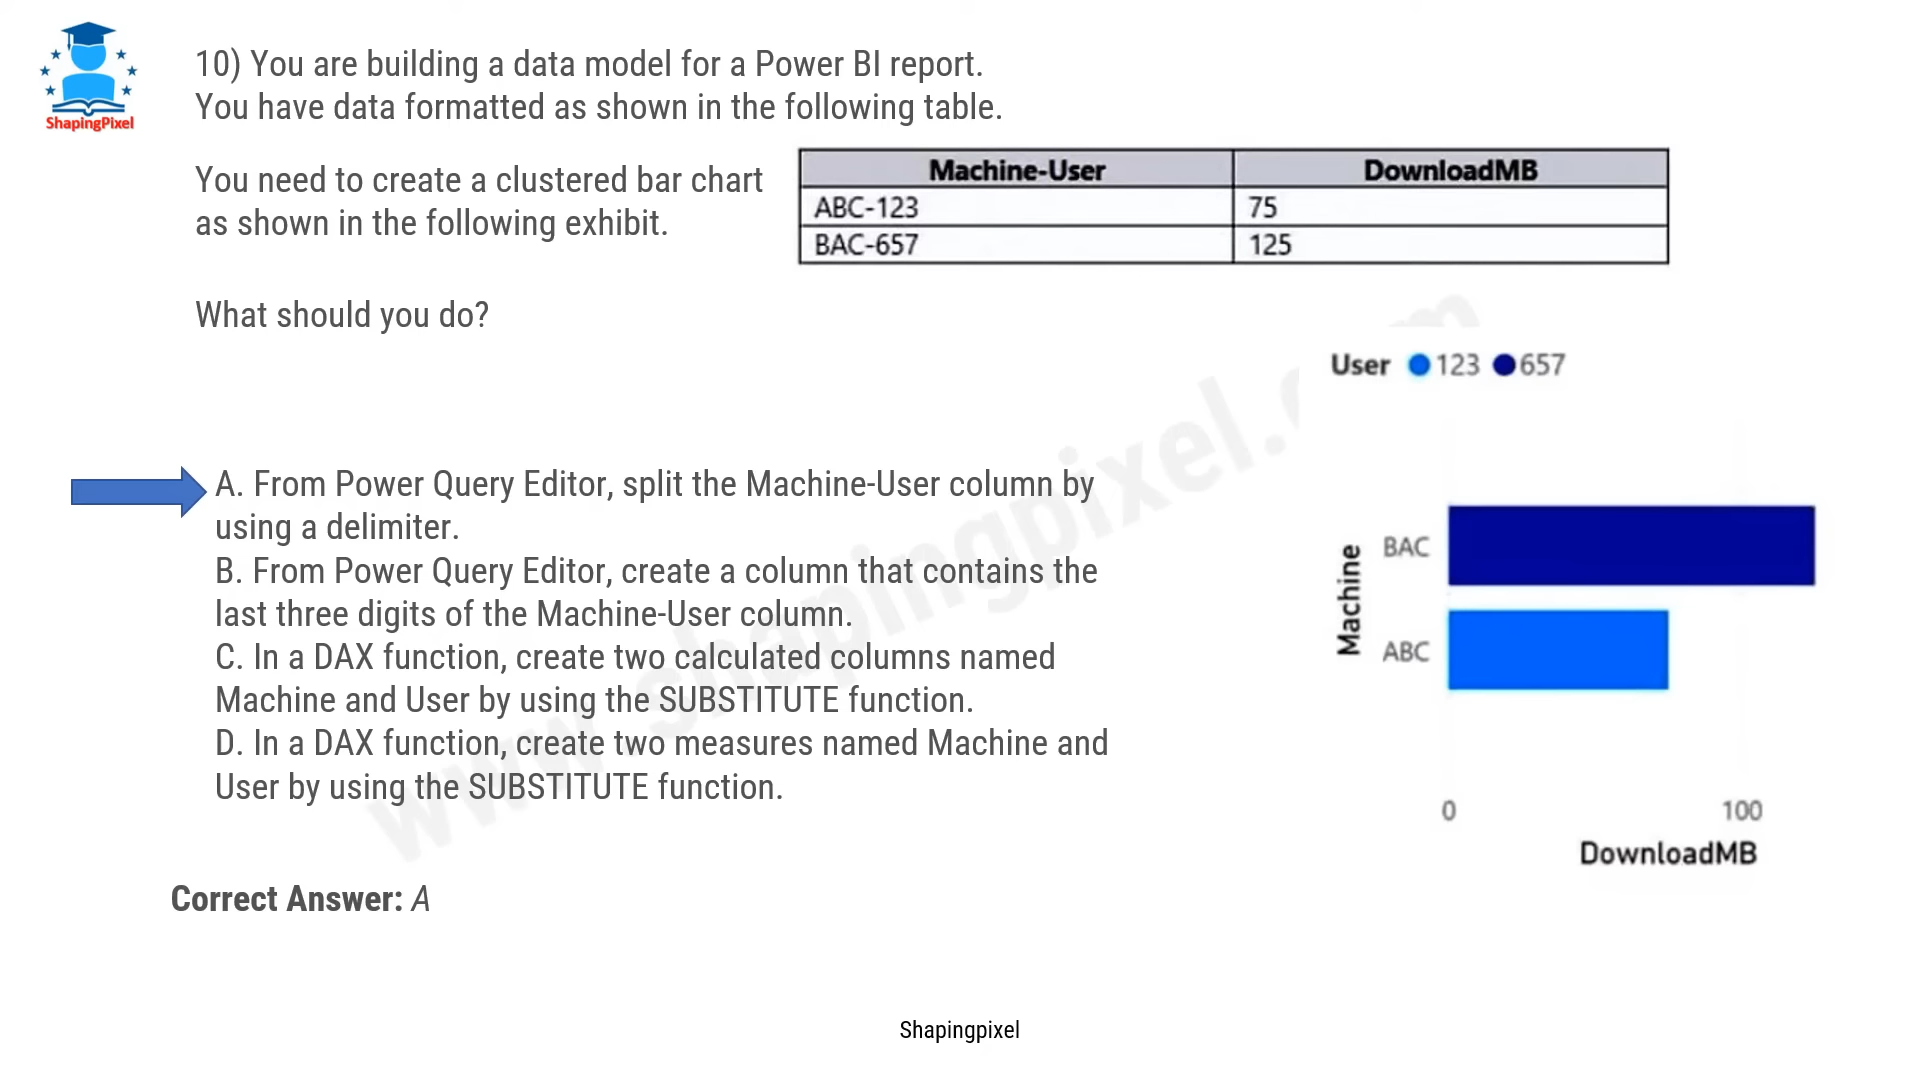 ShapingPixel
10) You are building a data model for a Power BI report.
You have data formatted as shown in the following table.
You need to create a clustered bar chart
as shown in the following exhibit.
What should you do?
Machine-User DownloadMB
ABC-123 75
BAC-657 125
User 123 657
Machine
BAC
ABC
0 100
DownloadMB
A. From Power Query Editor, split the Machine-User column by
using a delimiter.
B. From Power Query Editor, create a column that contains the
last three digits of the Machine-User column.
C. In a DAX function, create two calculated columns named
Machine and User by using the SUBSTITUTE function.
D. In a DAX function, create two measures named Machine and
User by using the SUBSTITUTE function.
Correct Answer: A
Shapingpixel